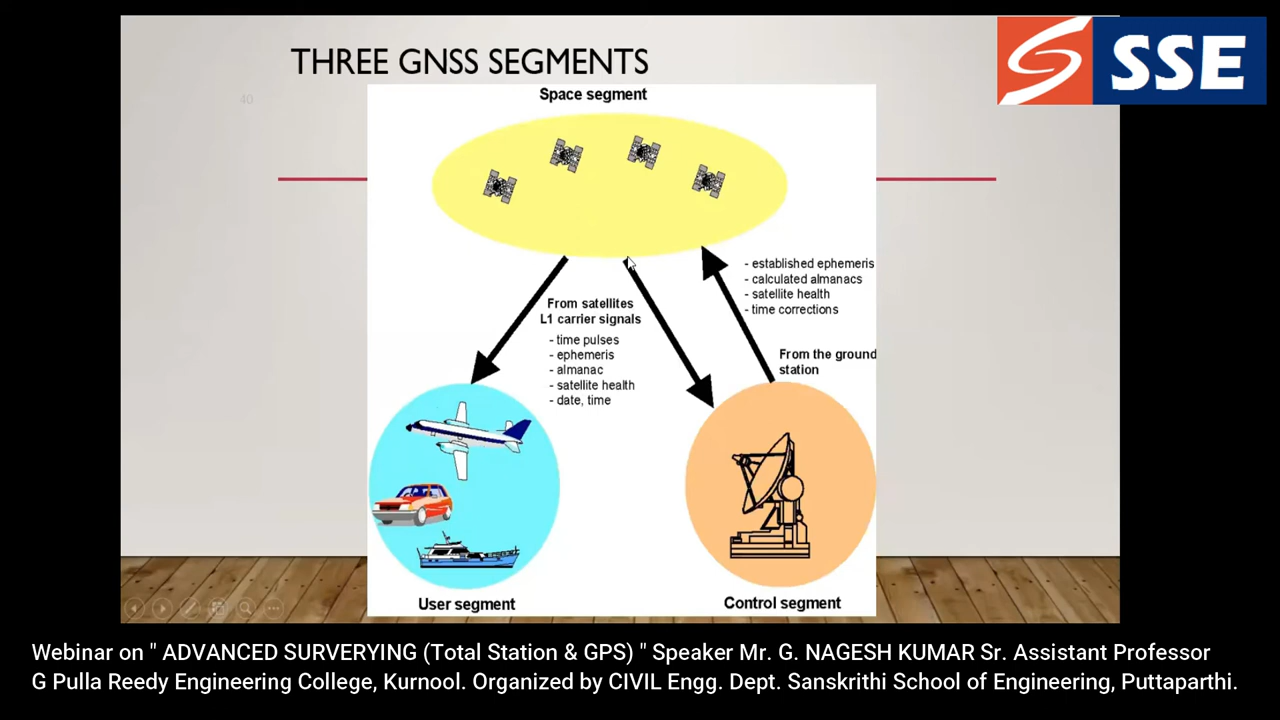 THREE GNSS SEGMENTS
SSE
40
Space segment
- established ephemeris
- calculated almanacs
- satellite health
- time corrections
From satellites
L1 carrier signals
- time pulses
- ephemeris
- almanac
- satellite health
- date, time
From the ground
station
User segment
Control segment
Webinar on " ADVANCED SURVERYING (Total Station & GPS) " Speaker Mr. G. NAGESH KUMAR Sr. Assistant Professor
G Pulla Reedy Engineering College, Kurnool. Organized by CIVIL Engg. Dept. Sanskrithi School of Engineering, Puttaparthi.